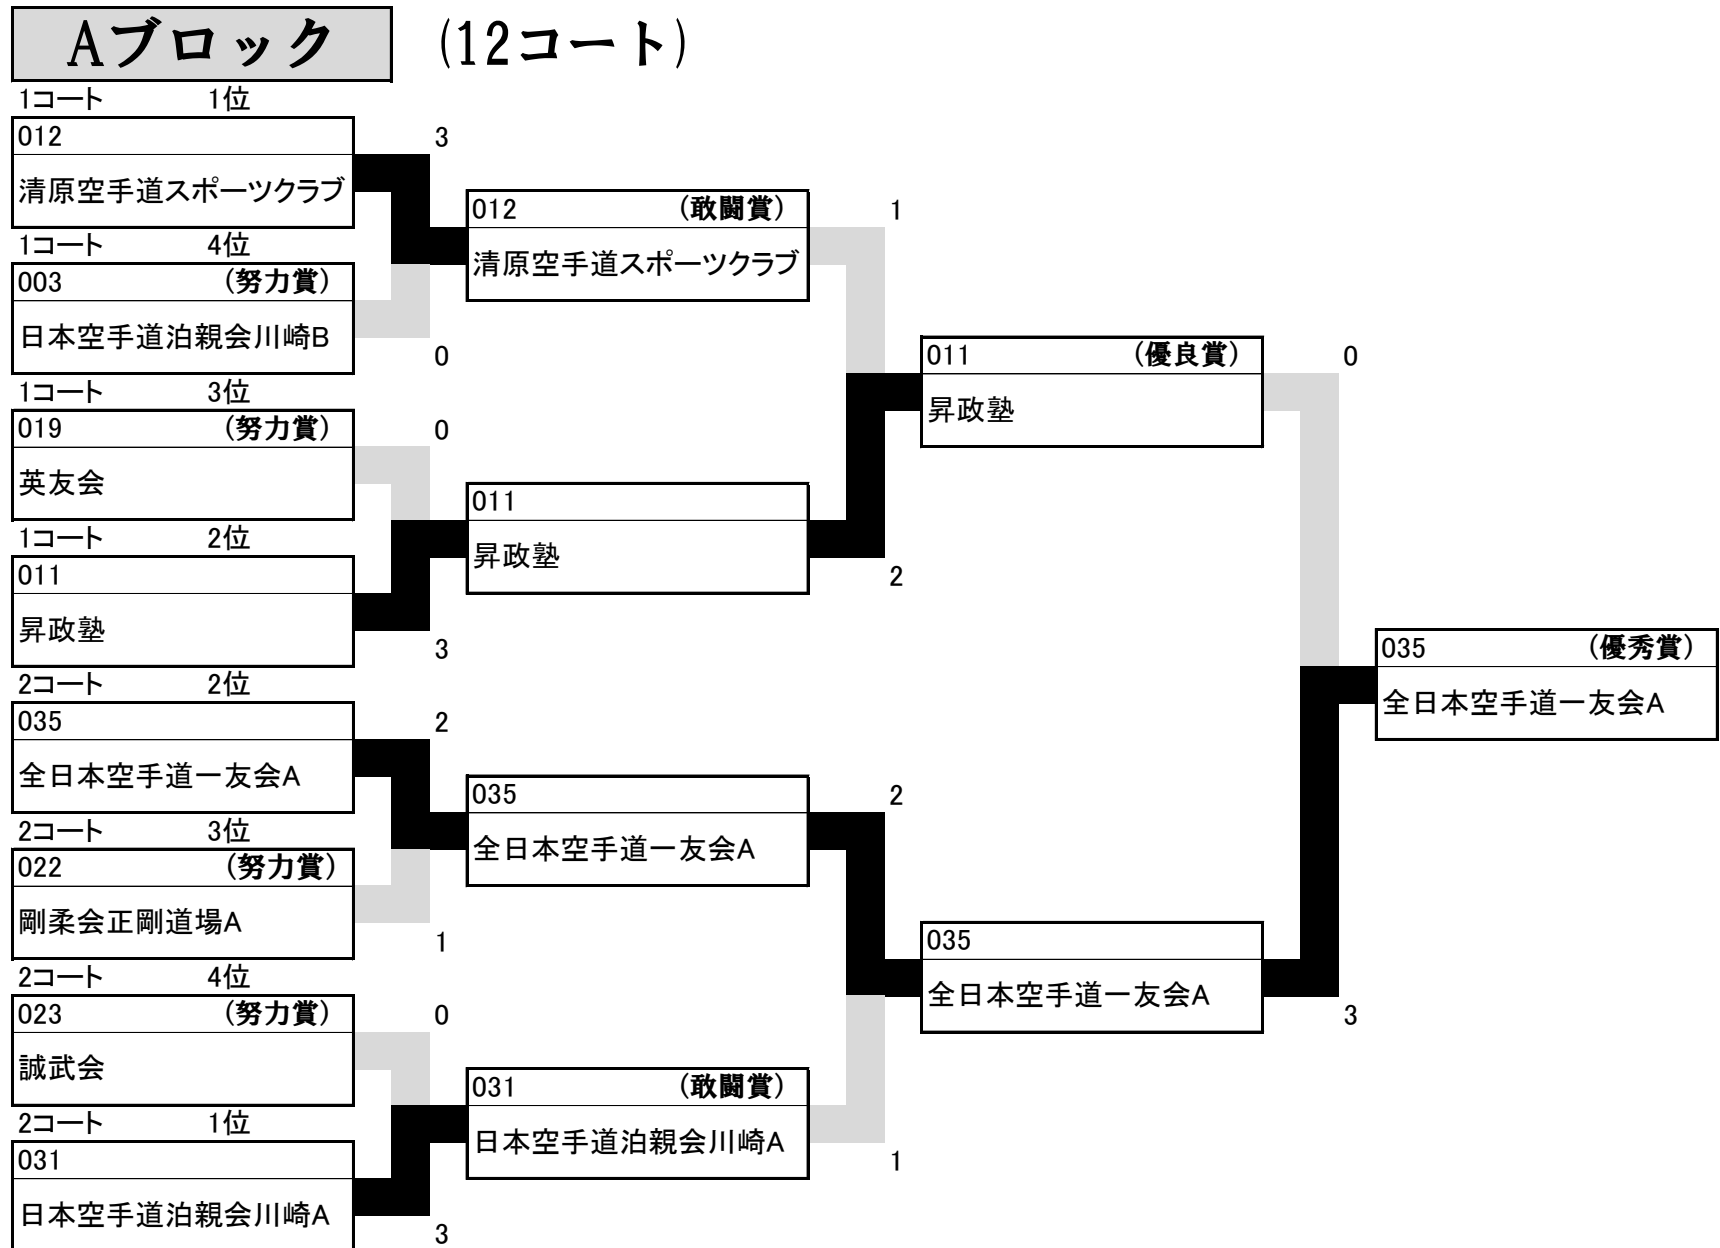 Aブロック (12コート)
1コート 1位
012
清原空手道スポーツクラブ
3
1コート 4位
003 (努力賞)
日本空手道泊親会川崎B
0
1コート 3位
019 (努力賞)
英友会
0
1コート 2位
011
昇政塾
3
2コート 2位
035
全日本空手道一友会A
2
2コート 3位
022 (努力賞)
剛柔会正剛道場A
1
2コート 4位
023 (努力賞)
誠武会
0
2コート 1位
031
日本空手道泊親会川崎A
3
012 (敢闘賞)
清原空手道スポーツクラブ
1
011
昇政塾
2
035
全日本空手道一友会A
2
031 (敢闘賞)
日本空手道泊親会川崎A
1
011 (優良賞)
昇政塾
0
035
全日本空手道一友会A
3
035 (優秀賞)
全日本空手道一友会A